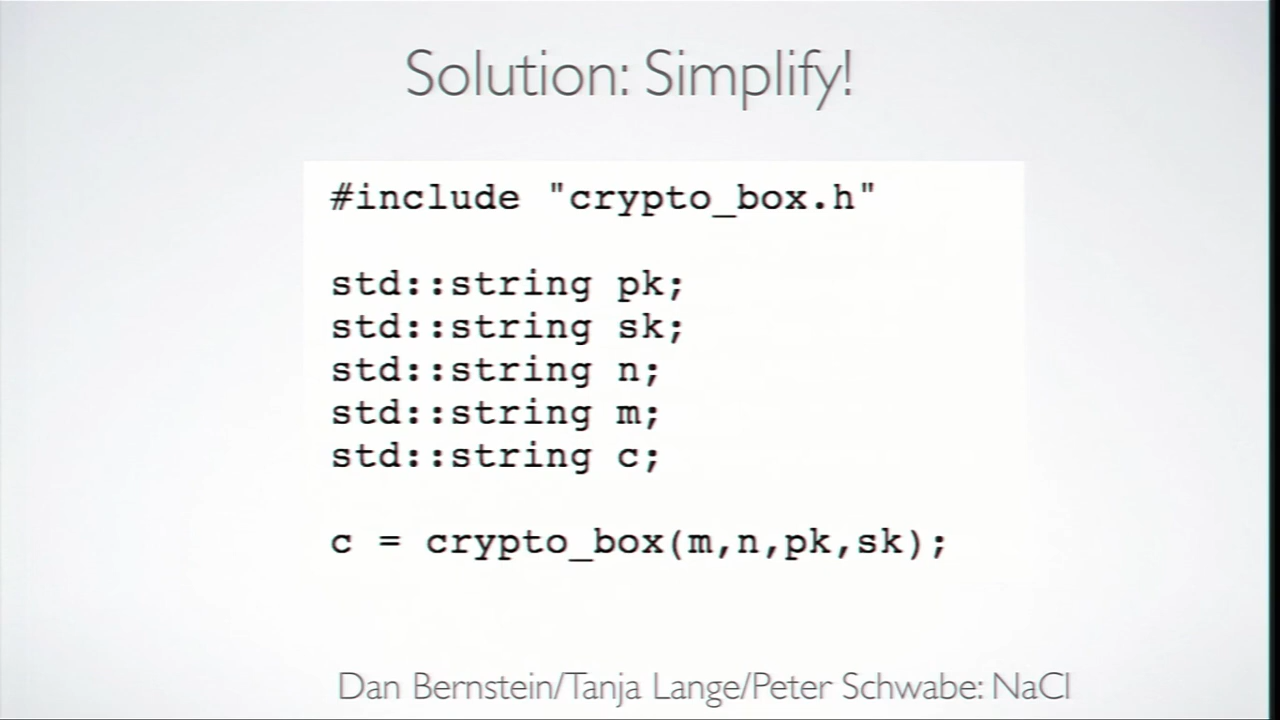 Solution: Simplify!
#include "crypto_box.h"
std::string pk;
std::string sk;
std::string n;
std::string m;
std::string c;
c = crypto_box(m,n,pk,sk);
Dan Bernstein/Tanja Lange/Peter Schwabe: NaCl